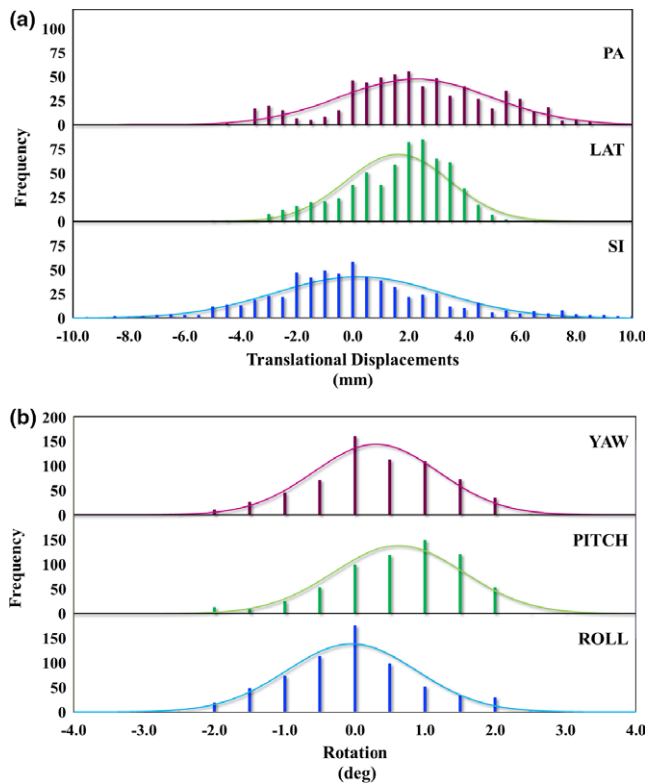 (a)
100
75
50
25
0
PA
75
50
25
0
LAT
75
50
25
0
SI
Frequency
-10.0 -8.0 -6.0 -4.0 -2.0 0.0 2.0 4.0 6.0 8.0 10.0
Translational Displacements
(mm)
(b)
200
150
100
50
0
YAW
150
100
50
0
PITCH
150
100
50
0
ROLL
Frequency
-4.0 -3.0 -2.0 -1.0 0.0 1.0 2.0 3.0 4.0
Rotation
(deg)